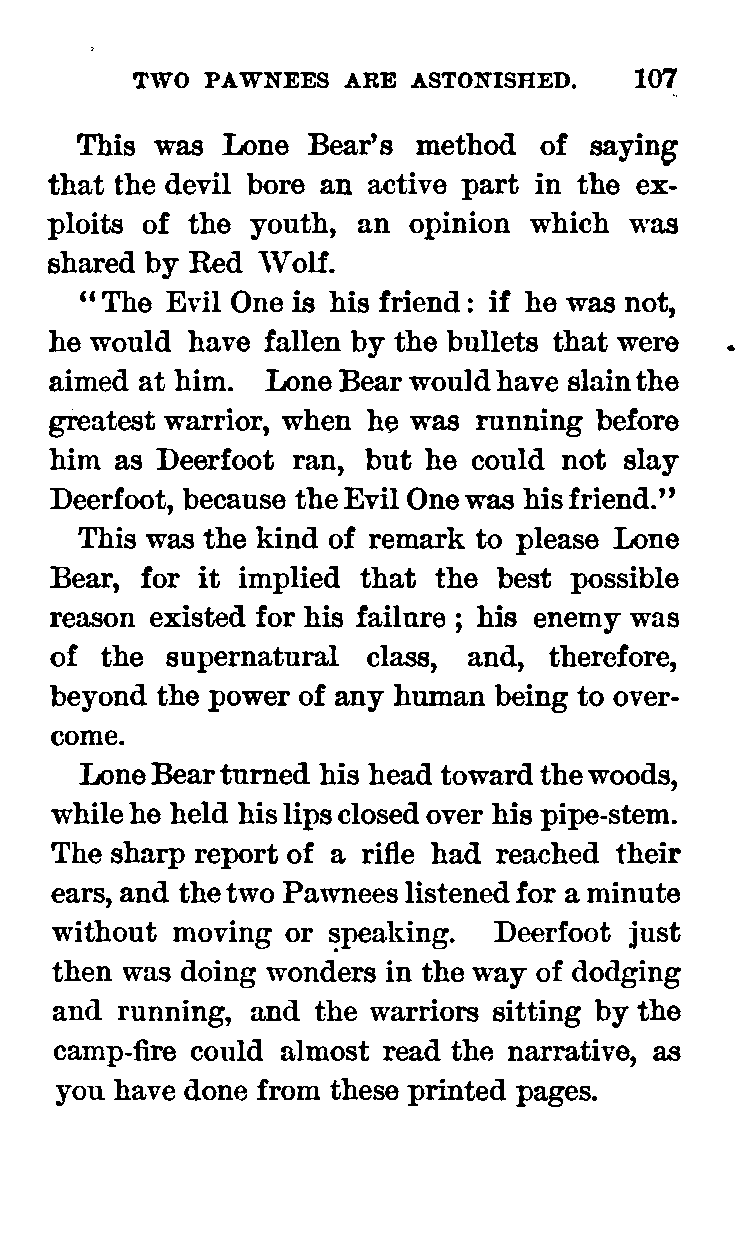 TWO PAWNEES ARE ASTONISHED. 107
This was Lone Bear's method of saying
that the devil bore an active part in the ex-
ploits of the youth, an opinion which was
shared by Red Wolf.
"The Evil One is his friend: if he was not,
he would have fallen by the bullets that were
aimed at him. Lone Bear would have slain the
greatest warrior, when he was running before
him as Deerfoot ran, but he could not slay
Deerfoot, because the Evil One was his friend."
This was the kind of remark to please Lone
Bear, for it implied that the best possible
reason existed for his failure; his enemy was
of the supernatural class, and, therefore,
beyond the power of any human being to over-
come.
Lone Bear turned his head toward the woods,
while he held his lips closed over his pipe-stem.
The sharp report of a rifle had reached their
ears, and the two Pawnees listened for a minute
without moving or speaking. Deerfoot just
then was doing wonders in the way of dodging
and running, and the warriors sitting by the
camp-fire could almost read the narrative, as
you have done from these printed pages.